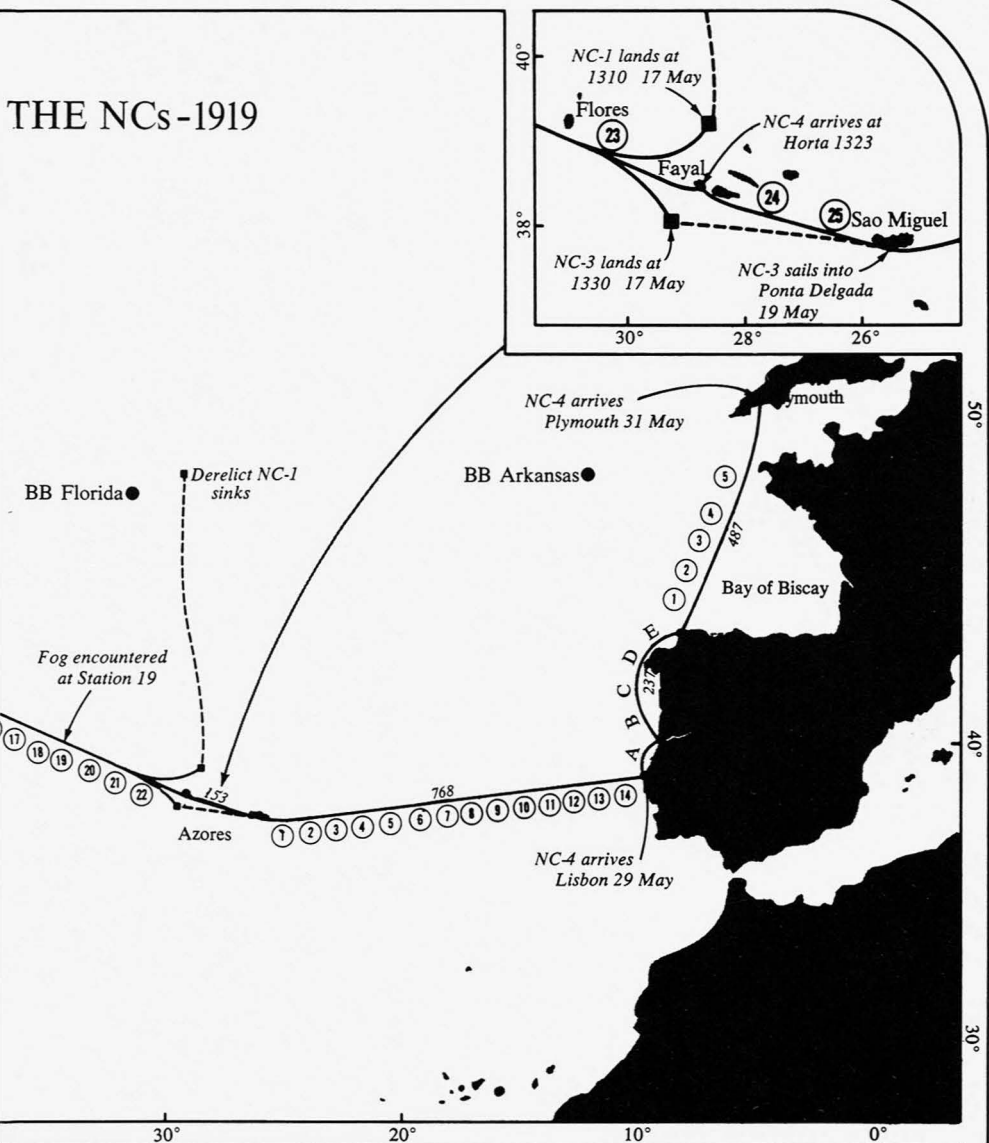 THE NCs-1919
40°
38°
NC-1 lands at
1310 17 May
Flores
23
NC-4 arrives at
Horta 1323
Fayal
24
25
Sao Miguel
NC-3 lands at
1330 17 May
NC-3 sails into
Ponta Delgada
19 May
30°
28°
26°
NC-4 arrives
Plymouth 31 May
ymouth
50°
BB Florida
Derelict NC-1
sinks
BB Arkansas
5
4
3
2
1
487
Bay of Biscay
E
D
C
B
A
237
Fog encountered
at Station 19
17
18
19
20
21
22
153
Azores
768
1
2
3
4
5
6
7
8
9
10
11
12
13
14
40°
NC-4 arrives
Lisbon 29 May
30°
30°
20°
10°
0°